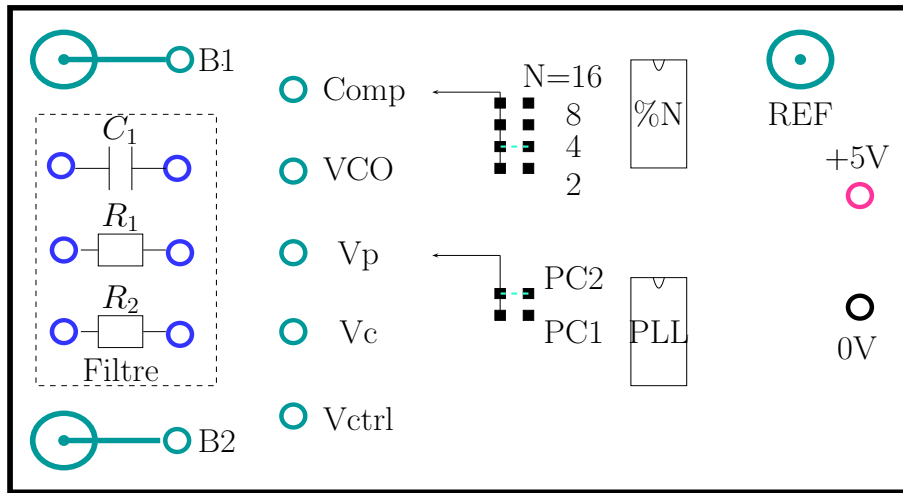 B1
Comp
N=16
8
4
2
%N
REF
+5V
C₁
R₁
R₂
Filtre
VCO
Vp
Vc
Vctrl
PC2
PC1
PLL
0V
B2